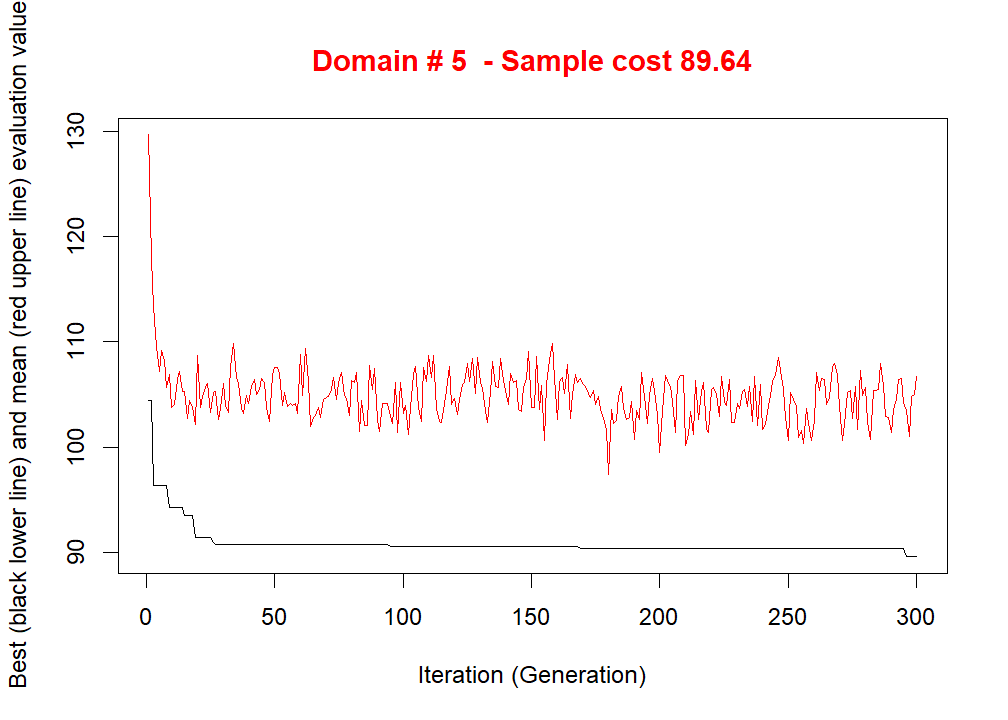 Domain # 5  - Sample cost 89.64
Best (black lower line) and mean (red upper line) evaluation value
130
120
110
100
90
0 50 100 150 200 250 300
Iteration (Generation)